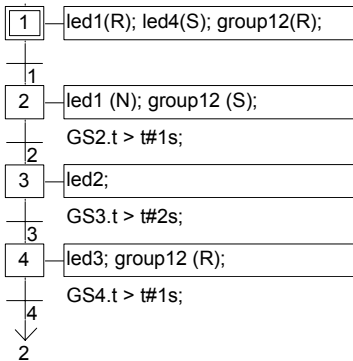 1 led1(R); led4(S); group12(R);
1
2 led1 (N); group12 (S);
GS2.t > t#1s;
2
3 led2;
GS3.t > t#2s;
3
4 led3; group12 (R);
GS4.t > t#1s;
4
2